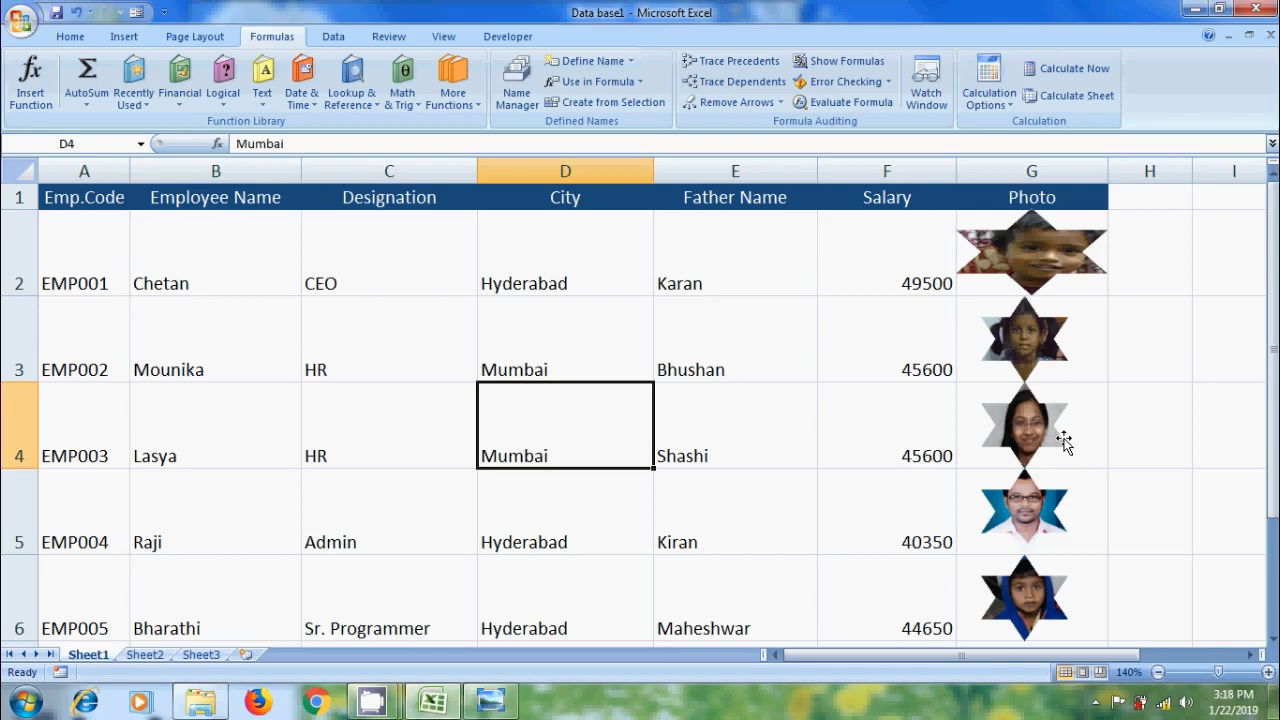 Data base1 - Microsoft Excel
Home Insert Page Layout Formulas Data Review View Developer
Insert Function
AutoSum
Recently Used
Financial
Logical
Text
Date & Time
Lookup & Reference
Math & Trig
More Functions
Function Library
Name Manager
Define Name
Use in Formula
Create from Selection
Defined Names
Trace Precedents
Trace Dependents
Remove Arrows
Show Formulas
Error Checking
Evaluate Formula
Formula Auditing
Watch Window
Calculation Options
Calculate Now
Calculate Sheet
Calculation
D4 fx Mumbai
A B C D E F G H I
1 Emp.Code Employee Name Designation City Father Name Salary Photo
2 EMP001 Chetan CEO Hyderabad Karan 49500
3 EMP002 Mounika HR Mumbai Bhushan 45600
4 EMP003 Lasya HR Mumbai Shashi 45600
5 EMP004 Raji Admin Hyderabad Kiran 40350
6 EMP005 Bharathi Sr. Programmer Hyderabad Maheshwar 44650
Sheet1 Sheet2 Sheet3
Ready 140%
3:18 PM
1/22/2019